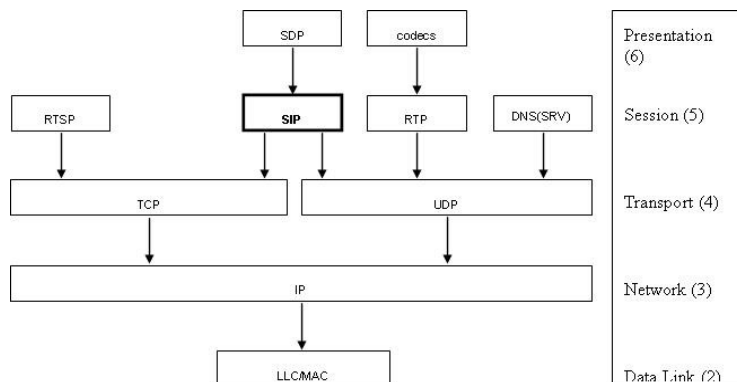 SDP
codecs
Presentation
(6)
RTSP
SIP
RTP
DNS(SRV)
Session (5)
TCP
UDP
Transport (4)
IP
Network (3)
LLC/MAC
Data Link (2)